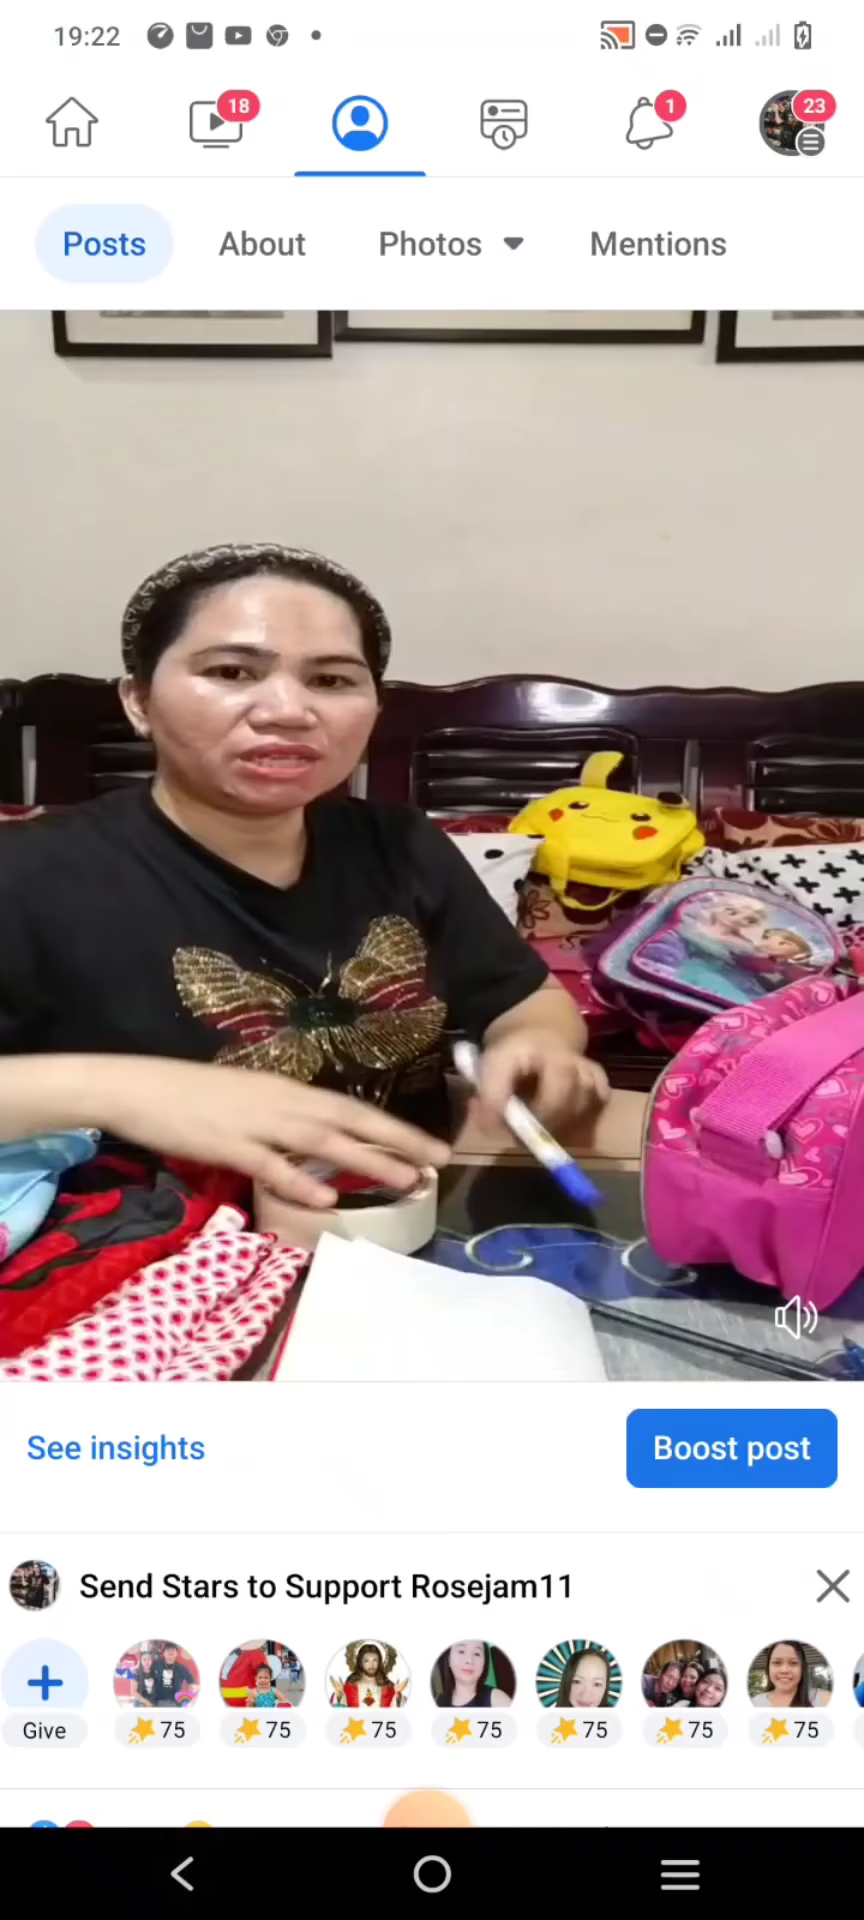 19:22
18
1
23
Posts
About
Photos
Mentions
See insights
Boost post
Send Stars to Support Rosejam11
Give
75
75
75
75
75
75
75